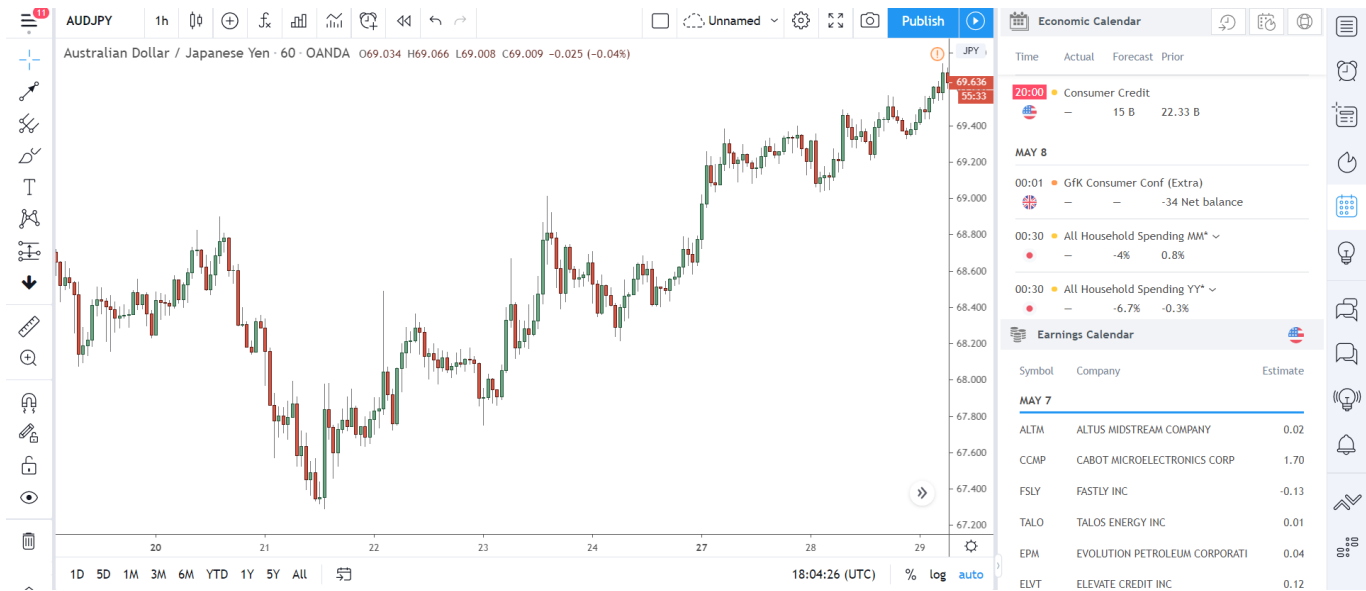 11
AUDJPY 1h Unnamed Publish
Australian Dollar / Japanese Yen · 60 · OANDA O69.034 H69.066 L69.008 C69.009 -0.025 (-0.04%)
JPY
69.636
55:33
69.400
69.200
69.000
68.800
68.600
68.400
68.200
68.000
67.800
67.600
67.400
67.200
20 21 22 23 24 27 28 29
1D 5D 1M 3M 6M YTD 1Y 5Y All 18:04:26 (UTC) % log auto
Economic Calendar
Time Actual Forecast Prior
20:00 Consumer Credit
— 15 B 22.33 B
MAY 8
00:01 GfK Consumer Conf (Extra)
— — -34 Net balance
00:30 All Household Spending MM*
— -4% 0.8%
00:30 All Household Spending YY*
— -6.7% -0.3%
Earnings Calendar
Symbol Company Estimate
MAY 7
ALTM ALTUS MIDSTREAM COMPANY 0.02
CCMP CABOT MICROELECTRONICS CORP 1.70
FSLY FASTLY INC -0.13
TALO TALOS ENERGY INC 0.01
EPM EVOLUTION PETROLEUM CORPORATI 0.04
ELVT ELEVATE CREDIT INC 0.12